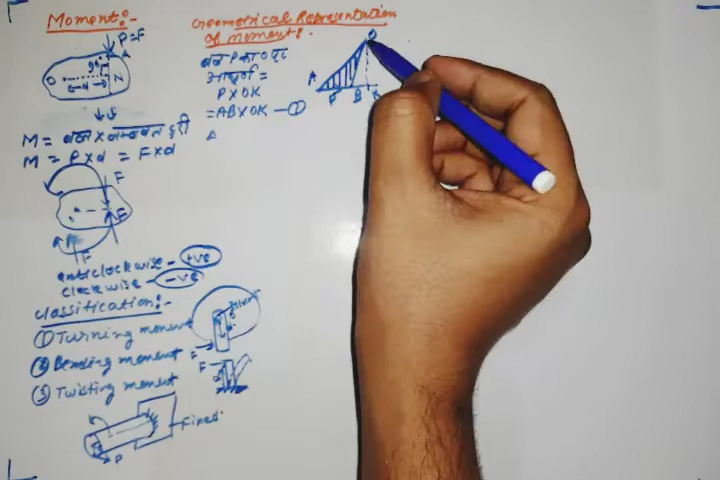 Moment:-
P=F
A
90°
O
N
d
M = बल × लम्बवत दूरी
M = P×d = F×d
F
F
F
anticlockwise - +ve
clockwise - -ve
Classification:-
① Turning moment
② Bending moment
③ Twisting moment
F
F
Fixed
P
Geometrical Representation
of moment:-
बल P का O पर
आघूर्ण =
P×OK
=AB×OK —①
O
A
P
B
K